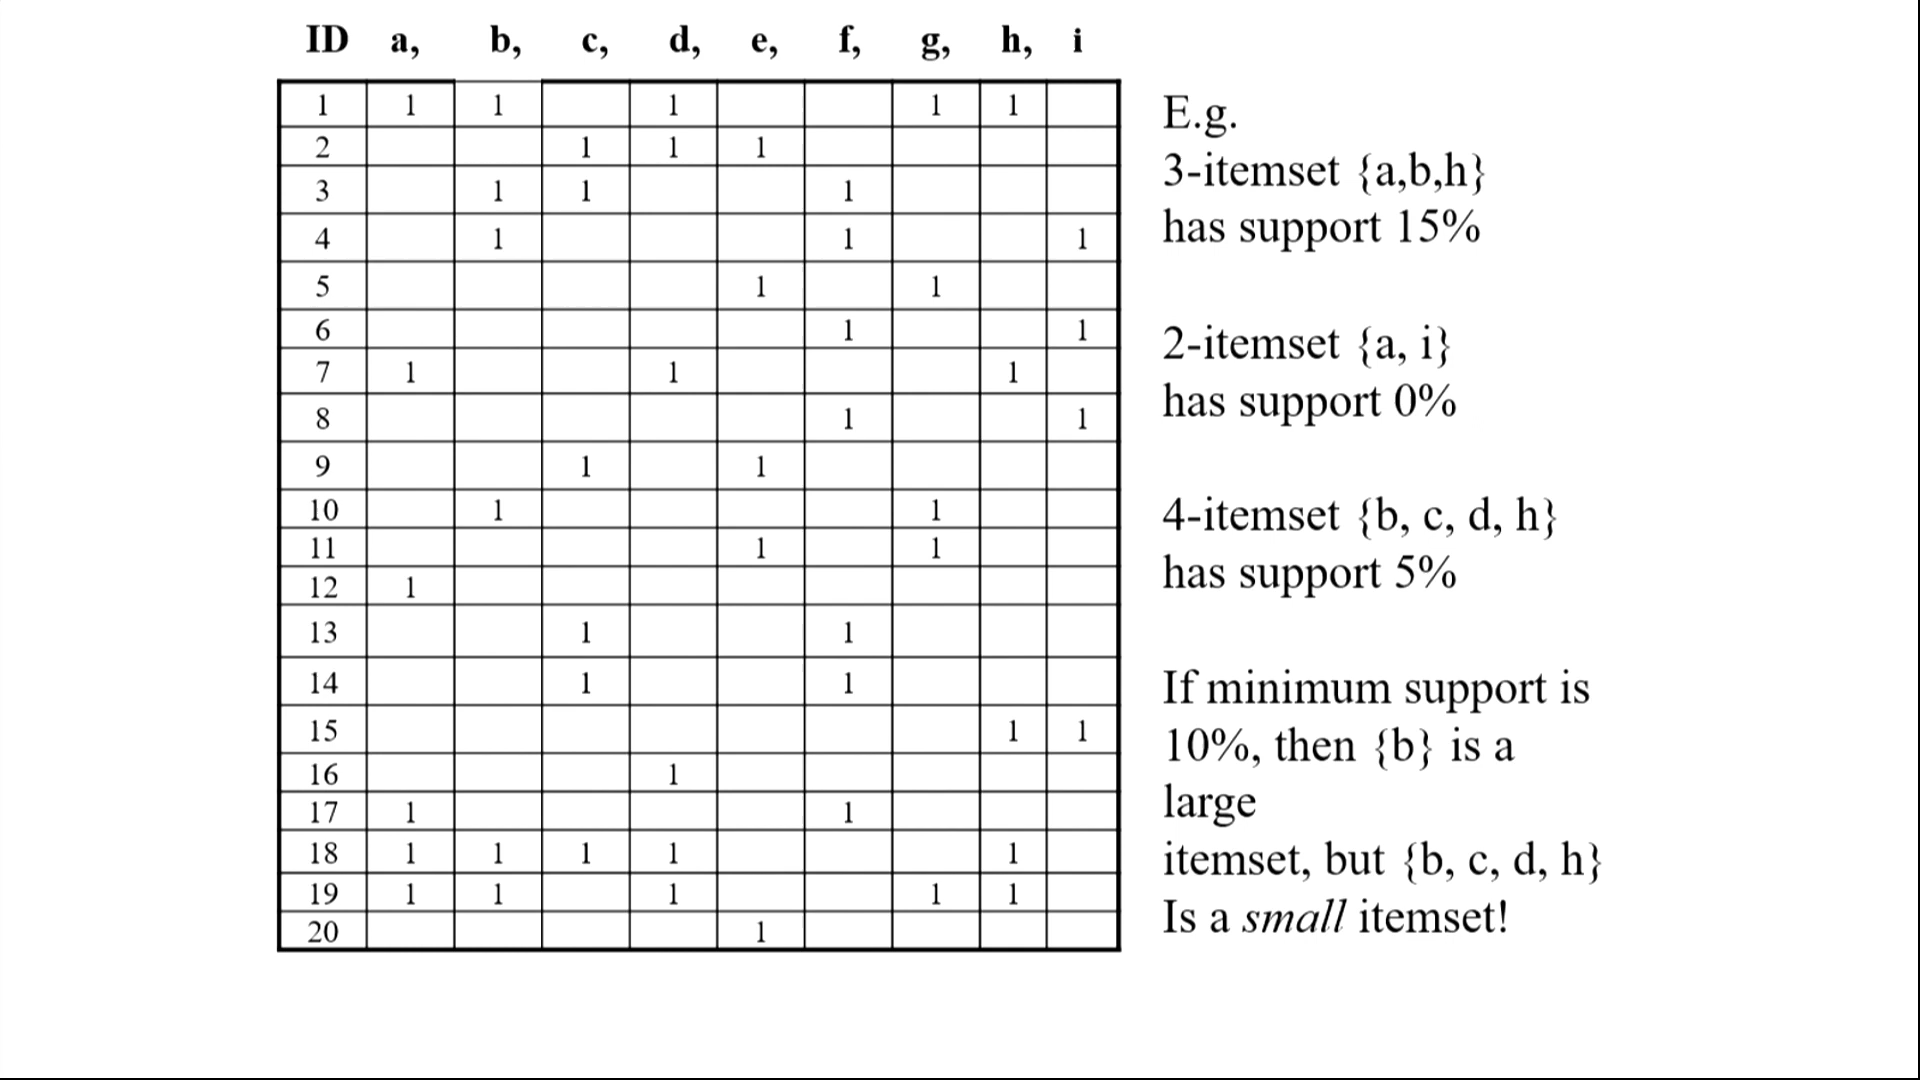 ID a, b, c, d, e, f, g, h, i
1 1 1 1 1 1
2 1 1 1
3 1 1 1
4 1 1 1
5 1 1
6 1 1
7 1 1 1
8 1 1
9 1 1
10 1 1
11 1 1
12 1
13 1 1
14 1 1
15 1 1
16 1
17 1 1
18 1 1 1 1 1
19 1 1 1 1 1
20 1
E.g.
3-itemset {a,b,h}
has support 15%
2-itemset {a, i}
has support 0%
4-itemset {b, c, d, h}
has support 5%
If minimum support is
10%, then {b} is a
large
itemset, but {b, c, d, h}
Is a small itemset!